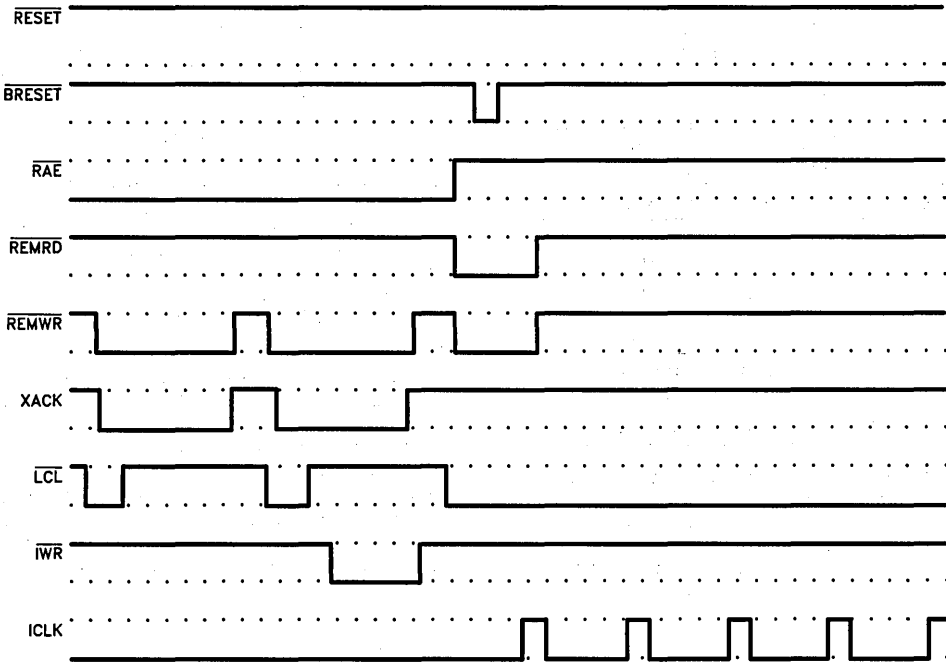 RESET
BRESET
RAE
REMRD
REMWR
XACK
LCL
IWR
ICLK